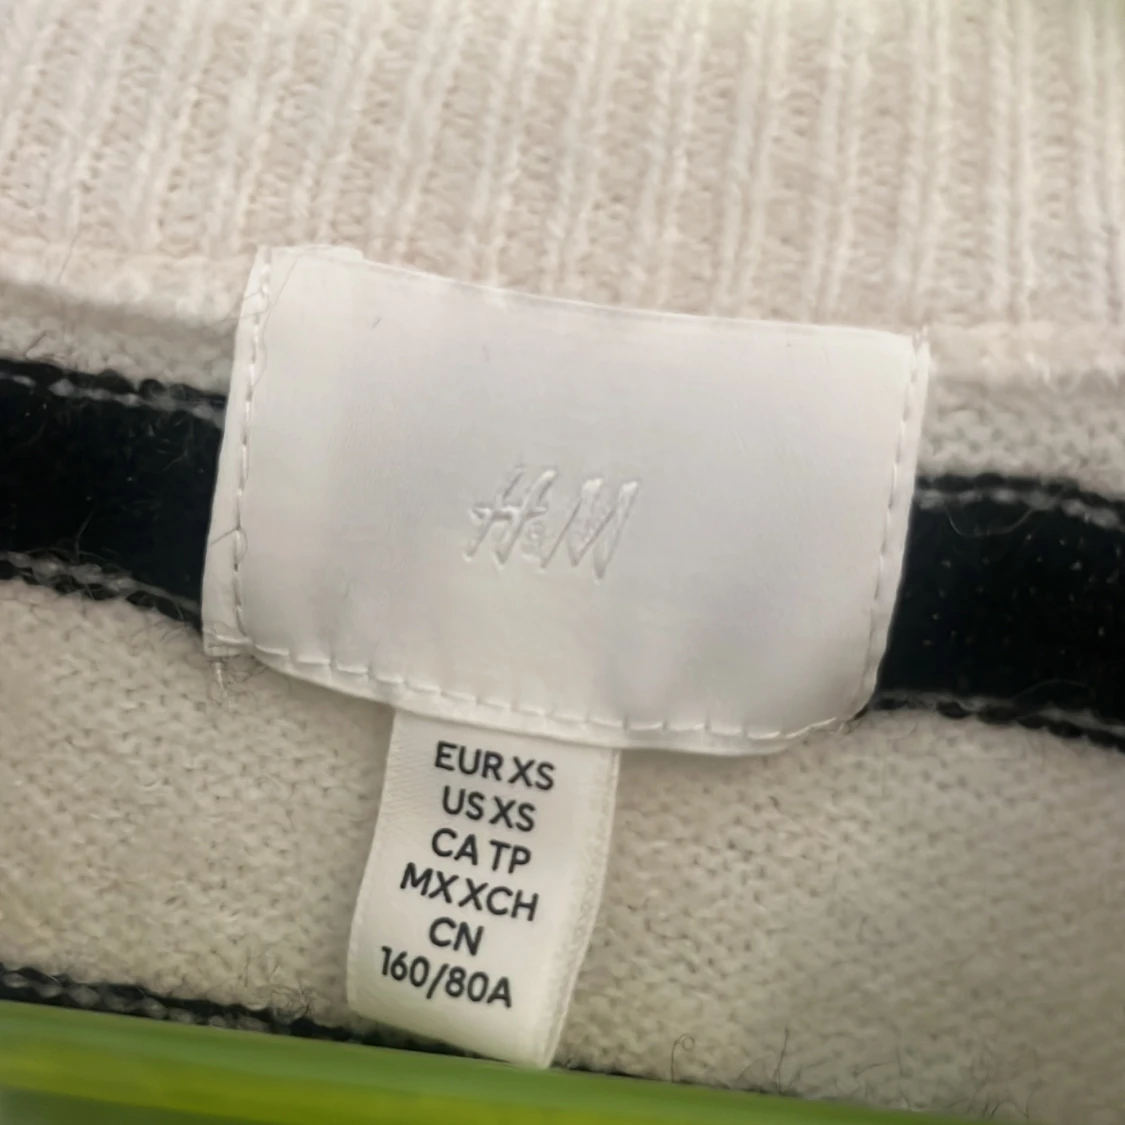 H&M
EUR XS
US XS
CA TP
MX XCH
CN
160/80A